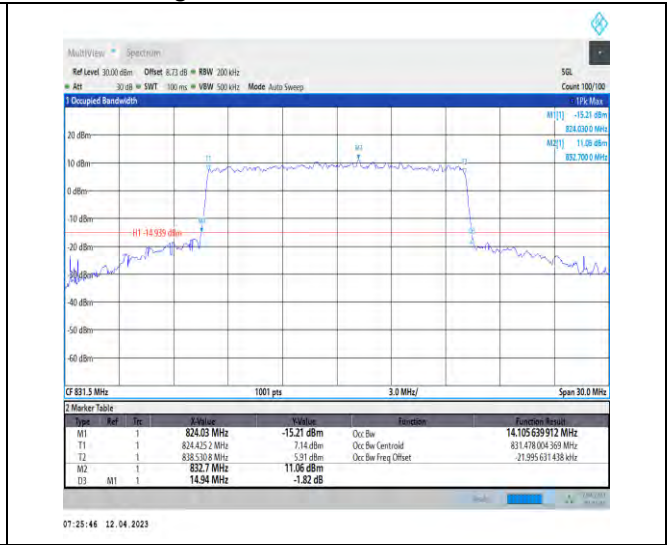 MultiView Spectrum
Ref Level 30.00 dBm Offset 8.73 dB RBW 200 kHz SGL
Att 30 dB SWT 100 ms VBW 500 kHz Mode Auto Sweep Count 100/100
1 Occupied Bandwidth 1Pk Max
M1[1] -15.21 dBm
824.030 0 MHz
M2[1] 11.06 dBm
832.700 0 MHz
20 dBm
10 dBm
0 dBm
-10 dBm
-20 dBm
-40 dBm
-50 dBm
-60 dBm
T1
T2
H1 -14.939 dBm
CF 831.5 MHz 1001 pts 3.0 MHz/ Span 30.0 MHz
2 Marker Table
Type Ref Trc X-Value Y-Value Function Function Result
M1 1 824.03 MHz -15.21 dBm Occ Bw 14.105 639 912 MHz
T1 1 824.425 2 MHz 7.14 dBm Occ Bw Centroid 831.478 004 369 MHz
T2 1 838.530 8 MHz 5.91 dBm Occ Bw Freq Offset -21.995 631 438 kHz
M2 1 832.7 MHz 11.06 dBm
D3 M1 1 14.94 MHz -1.82 dB
07:25:46 12.04.2023